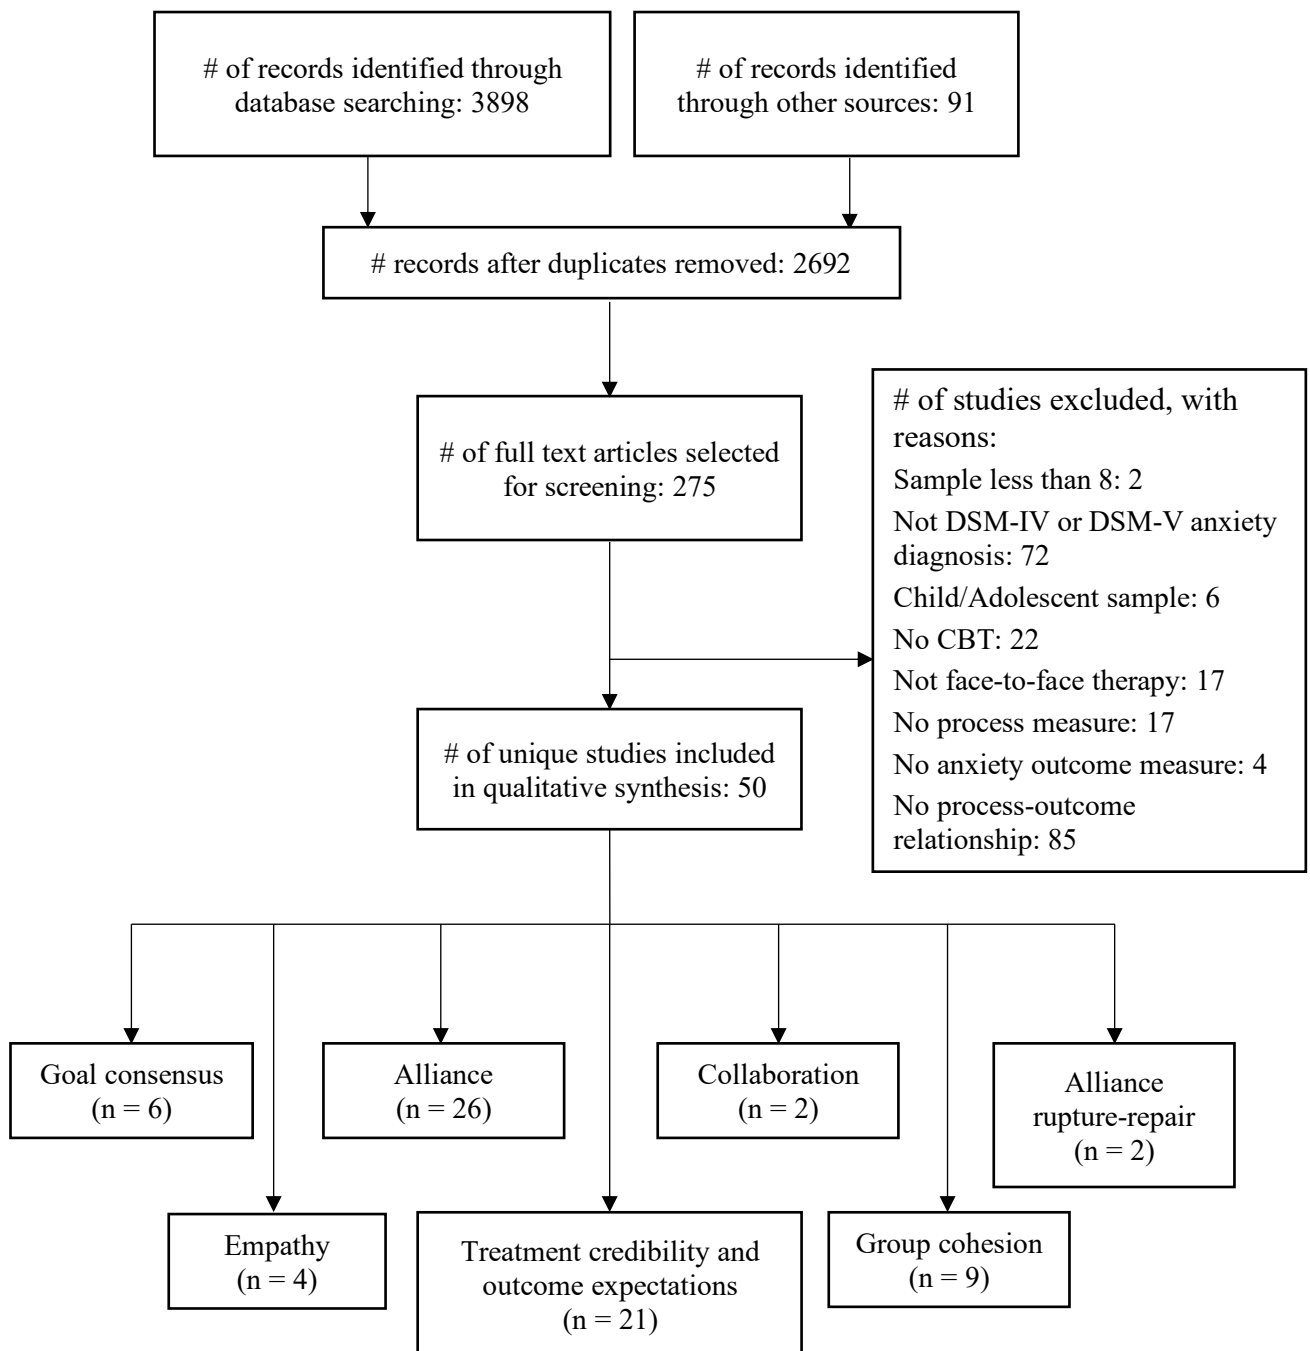 # of records identified through
database searching: 3898
# of records identified
through other sources: 91
# records after duplicates removed: 2692
# of full text articles selected
for screening: 275
# of studies excluded, with
reasons:
Sample less than 8: 2
Not DSM-IV or DSM-V anxiety
diagnosis: 72
Child/Adolescent sample: 6
No CBT: 22
Not face-to-face therapy: 17
No process measure: 17
No anxiety outcome measure: 4
No process-outcome
relationship: 85
# of unique studies included
in qualitative synthesis: 50
Goal consensus
(n = 6)
Alliance
(n = 26)
Collaboration
(n = 2)
Alliance
rupture-repair
(n = 2)
Empathy
(n = 4)
Treatment credibility and
outcome expectations
(n = 21)
Group cohesion
(n = 9)